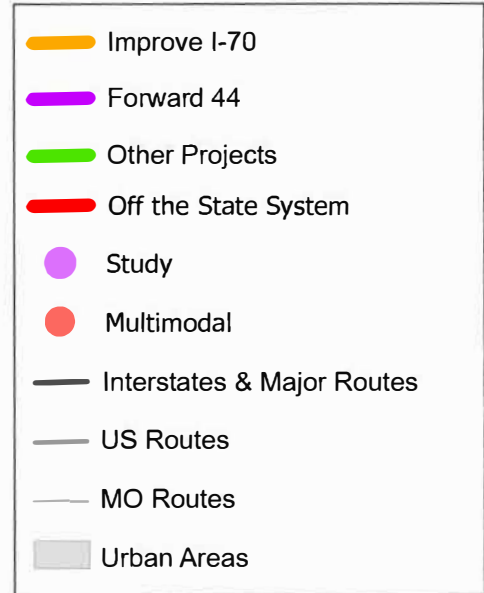 Improve I-70
Forward 44
Other Projects
Off the State System
Study
Multimodal
Interstates & Major Routes
US Routes
MO Routes
Urban Areas